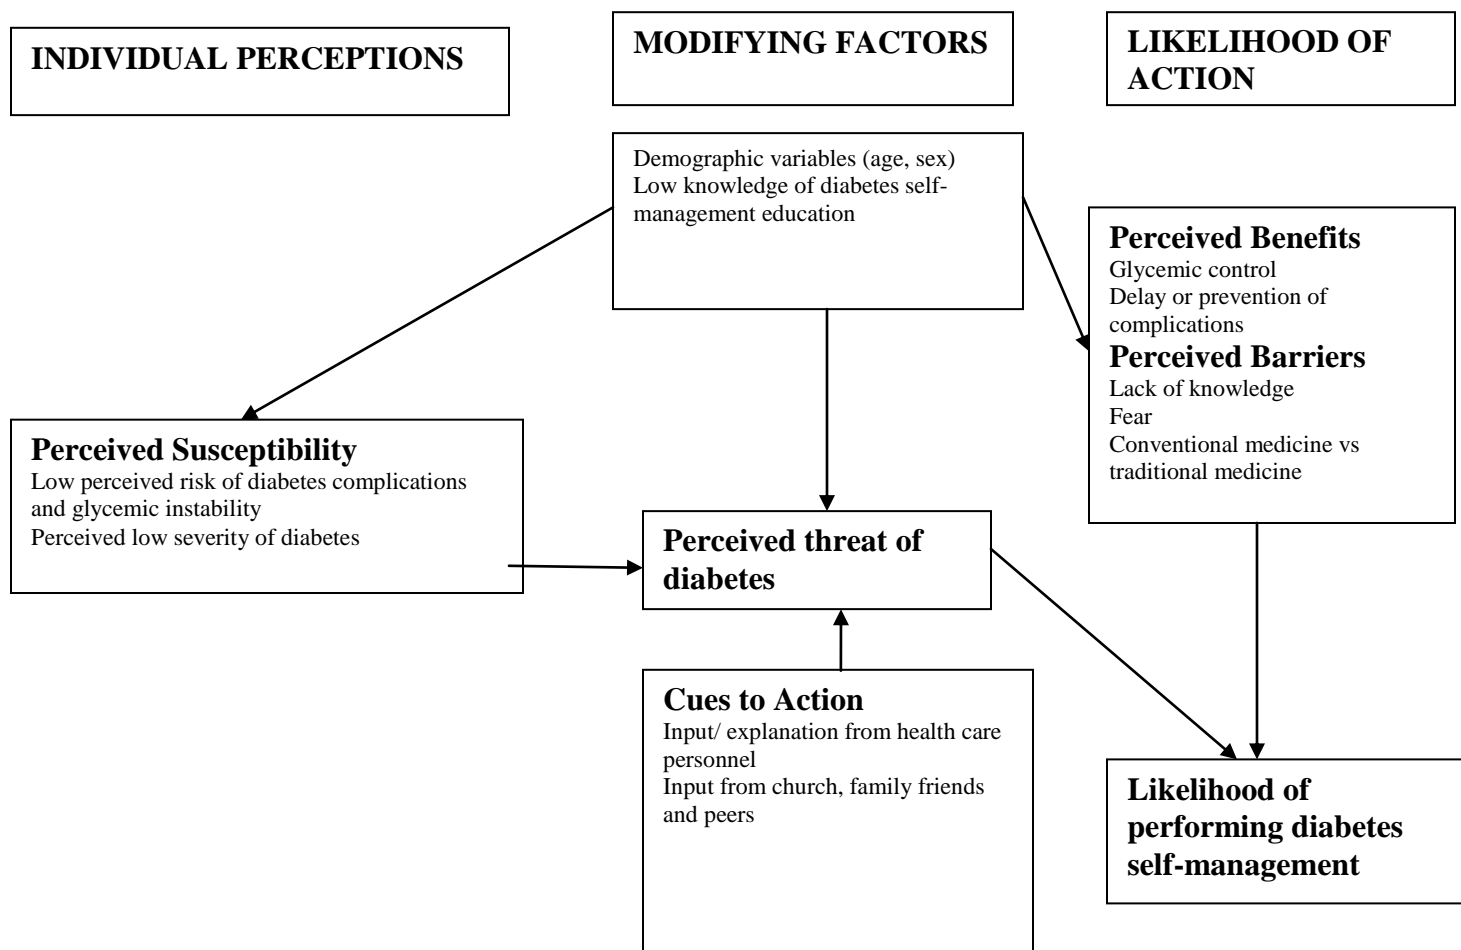 INDIVIDUAL PERCEPTIONS
MODIFYING FACTORS
LIKELIHOOD OF
ACTION
Demographic variables (age, sex)
Low knowledge of diabetes self-
management education
Perceived Benefits
Glycemic control
Delay or prevention of
complications
Perceived Barriers
Lack of knowledge
Fear
Conventional medicine vs
traditional medicine
Perceived Susceptibility
Low perceived risk of diabetes complications
and glycemic instability
Perceived low severity of diabetes
Perceived threat of
diabetes
Cues to Action
Input/ explanation from health care
personnel
Input from church, family friends
and peers
Likelihood of
performing diabetes
self-management